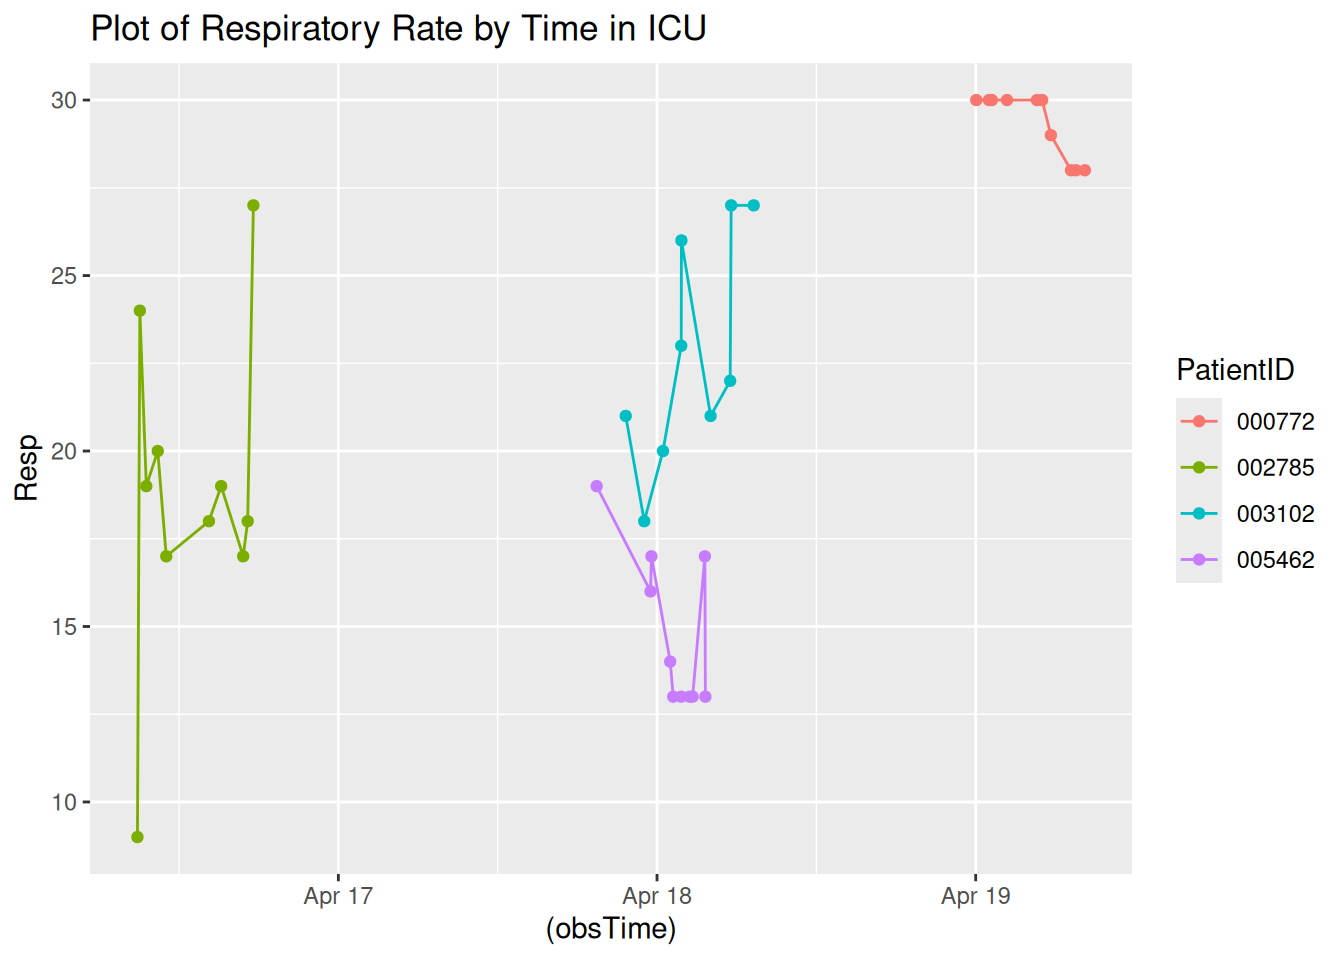 Plot of Respiratory Rate by Time in ICU
30
25
20
15
10
Resp
Apr 17
Apr 18
Apr 19
(obsTime)
PatientID
000772
002785
003102
005462